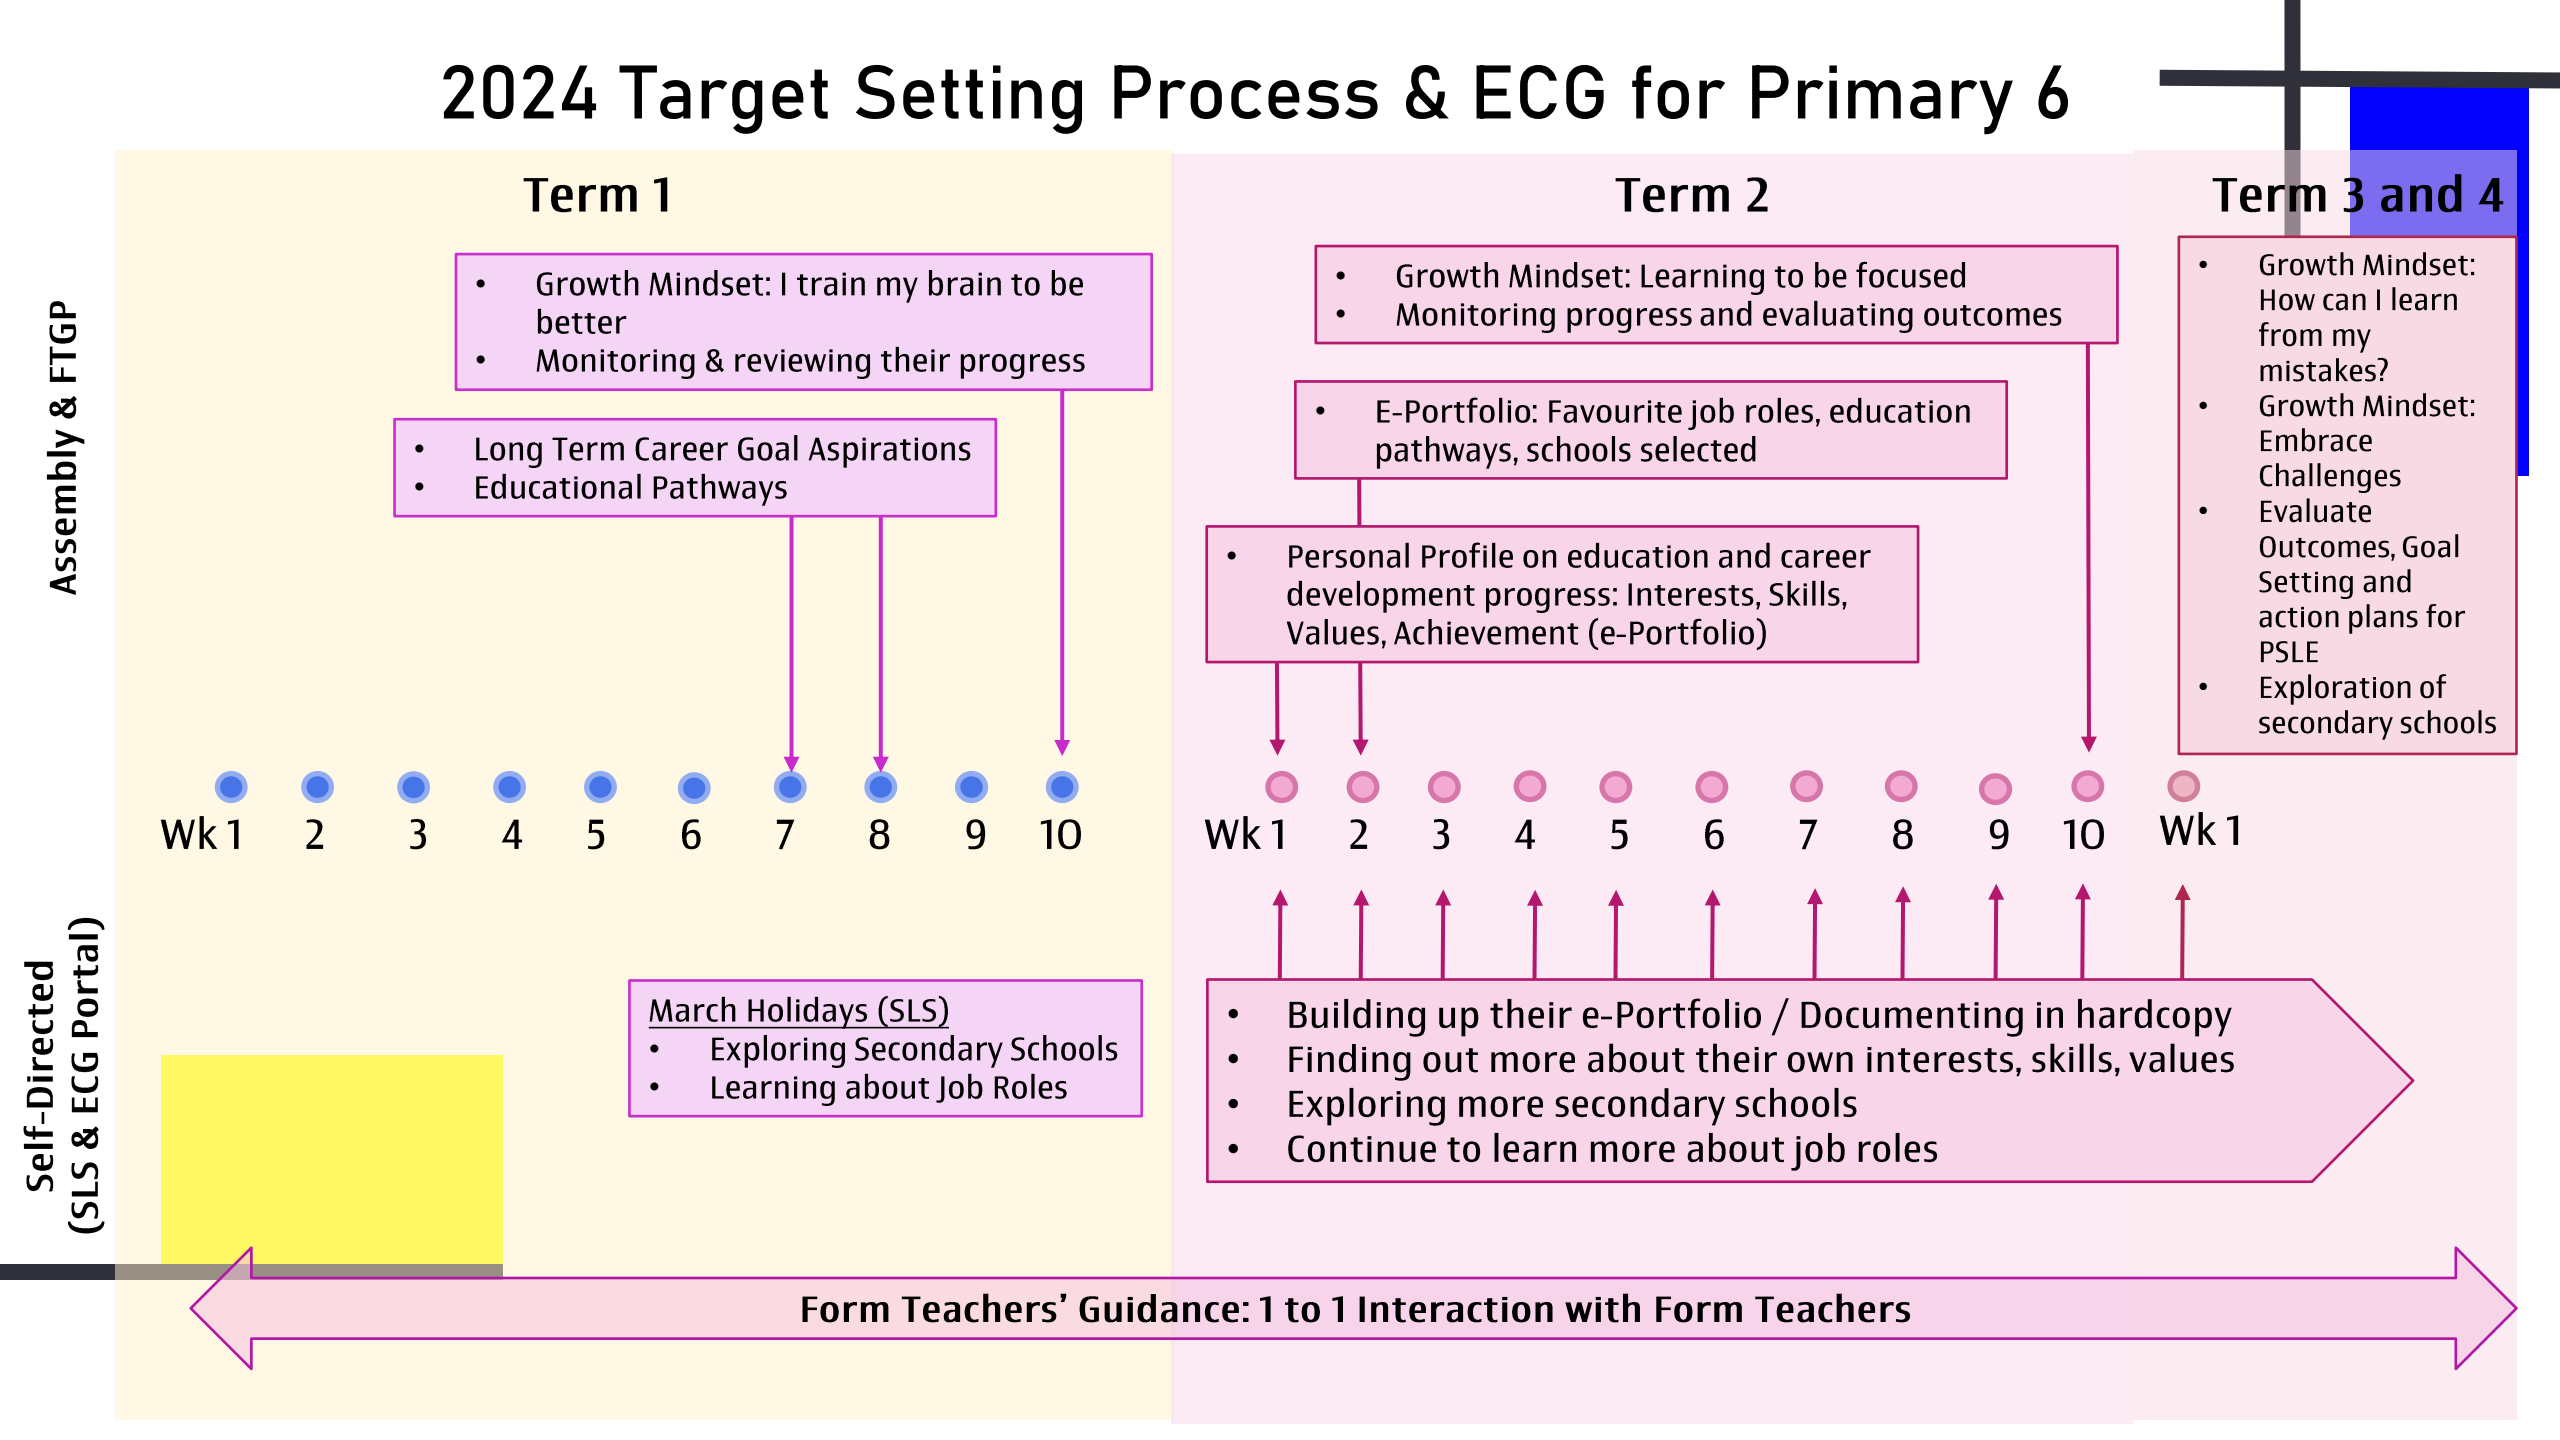 2024 Target Setting Process & ECG for Primary 6
Assembly & FTGP
Self-Directed
(SLS & ECG Portal)
Term 1
• Growth Mindset: I train my brain to be
better
• Monitoring & reviewing their progress
• Long Term Career Goal Aspirations
• Educational Pathways
Wk 1 2 3 4 5 6 7 8 9 10
March Holidays (SLS)
• Exploring Secondary Schools
• Learning about Job Roles
Term 2
• Growth Mindset: Learning to be focused
• Monitoring progress and evaluating outcomes
• E-Portfolio: Favourite job roles, education
pathways, schools selected
• Personal Profile on education and career
development progress: Interests, Skills,
Values, Achievement (e-Portfolio)
Wk 1 2 3 4 5 6 7 8 9 10
• Building up their e-Portfolio / Documenting in hardcopy
• Finding out more about their own interests, skills, values
• Exploring more secondary schools
• Continue to learn more about job roles
Term 3 and 4
• Growth Mindset:
How can I learn
from my
mistakes?
• Growth Mindset:
Embrace
Challenges
• Evaluate
Outcomes, Goal
Setting and
action plans for
PSLE
• Exploration of
secondary schools
Wk 1
Form Teachers’ Guidance: 1 to 1 Interaction with Form Teachers